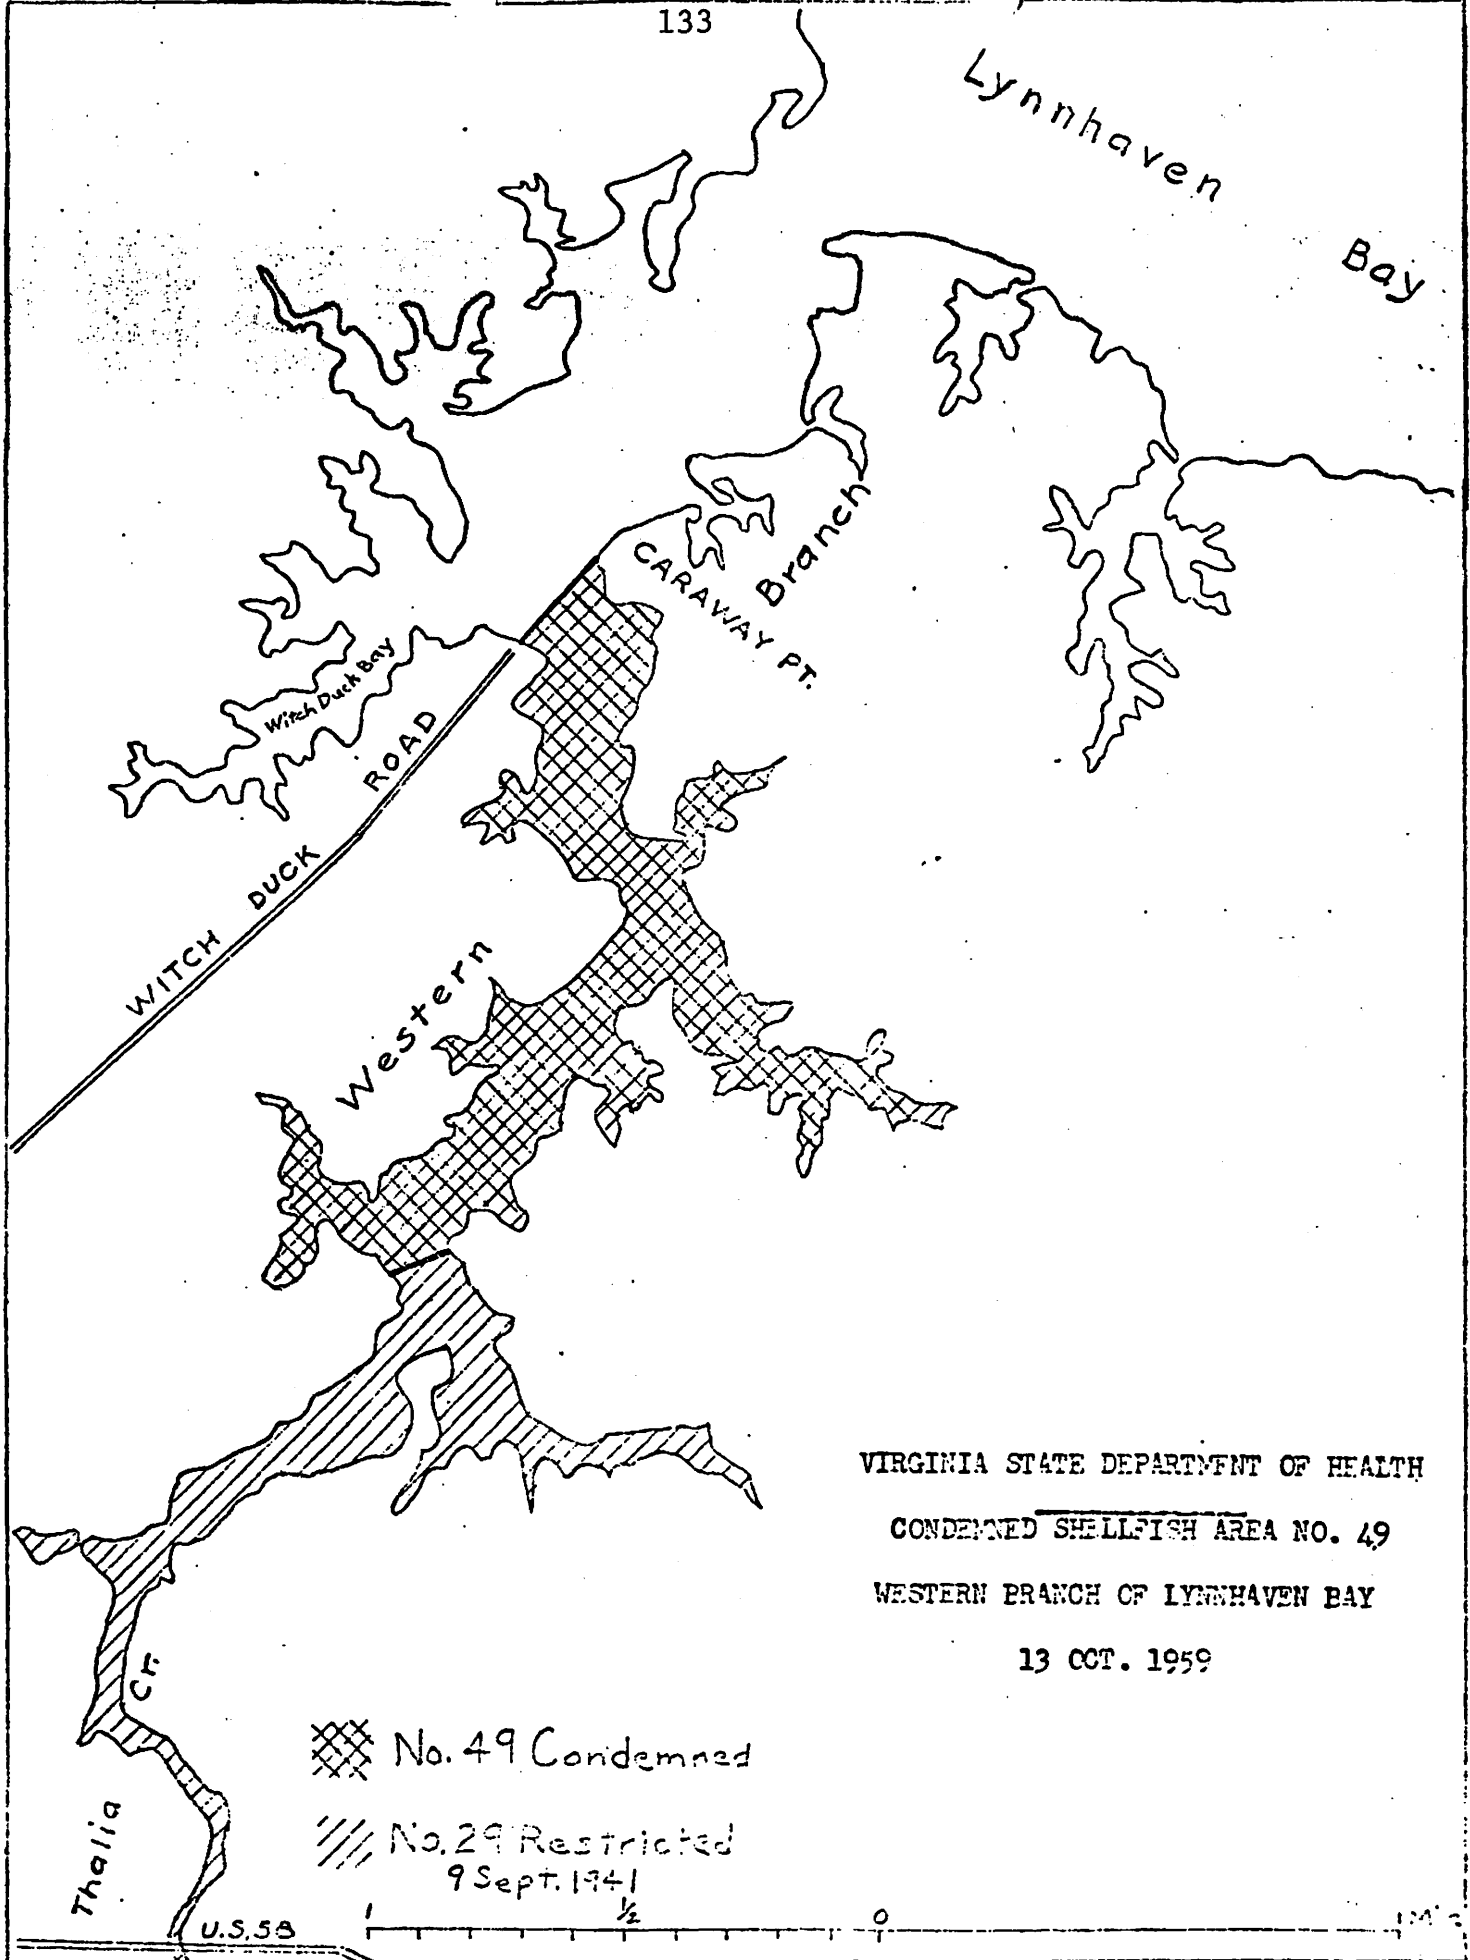 133
Lynnhaven
Bay
Branch
CARAWAY PT.
Witch Duck Bay
WITCH DUCK ROAD
Western
VIRGINIA STATE DEPARTMENT OF HEALTH
CONDEMNED SHELLFISH AREA NO. 49
WESTERN BRANCH OF LYNNHAVEN BAY
13 OCT. 1959
Cr.
Thalia
No. 49 Condemned
No. 29 Restricted
9 Sept. 1941
1 ½ 0 1
U.S. 58